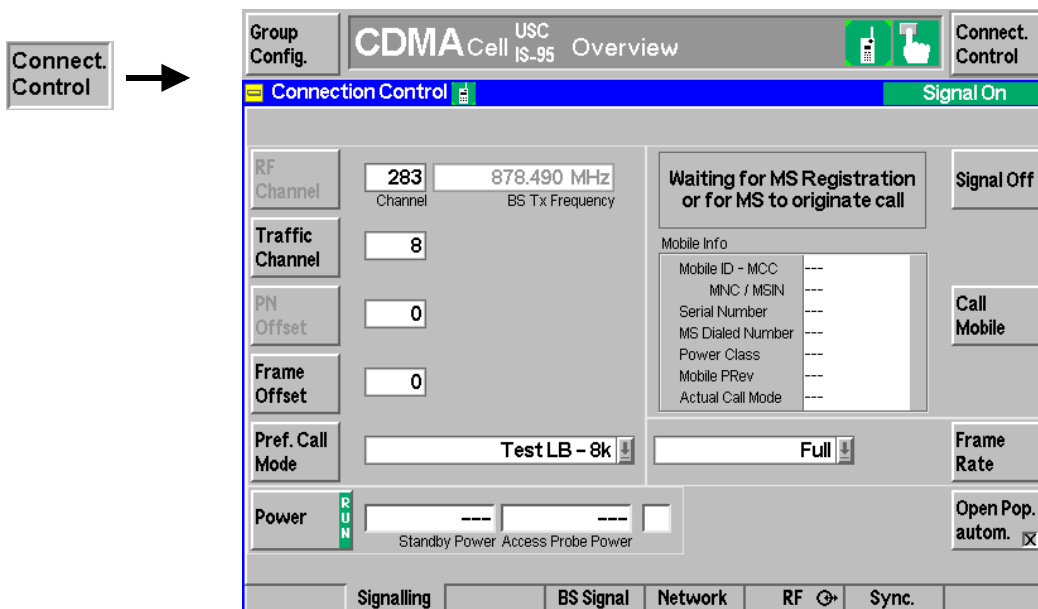 Connect.
Control
Group
Config.
CDMA Cell USC IS-95 Overview
Connect.
Control
Connection Control
Signal On
RF
Channel
283
878.490 MHz
Channel
BS Tx Frequency
Waiting for MS Registration
or for MS to originate call
Signal Off
Traffic
Channel
8
Mobile Info
Mobile ID - MCC ---
MNC / MSIN ---
Serial Number ---
MS Dialed Number ---
Power Class ---
Mobile PRev ---
Actual Call Mode ---
PN
Offset
0
Call
Mobile
Frame
Offset
0
Pref. Call
Mode
Test LB - 8k
Full
Frame
Rate
Power
RUN
---
---
Standby Power Access Probe Power
Open Pop.
autom.
Signalling
BS Signal
Network
RF
Sync.